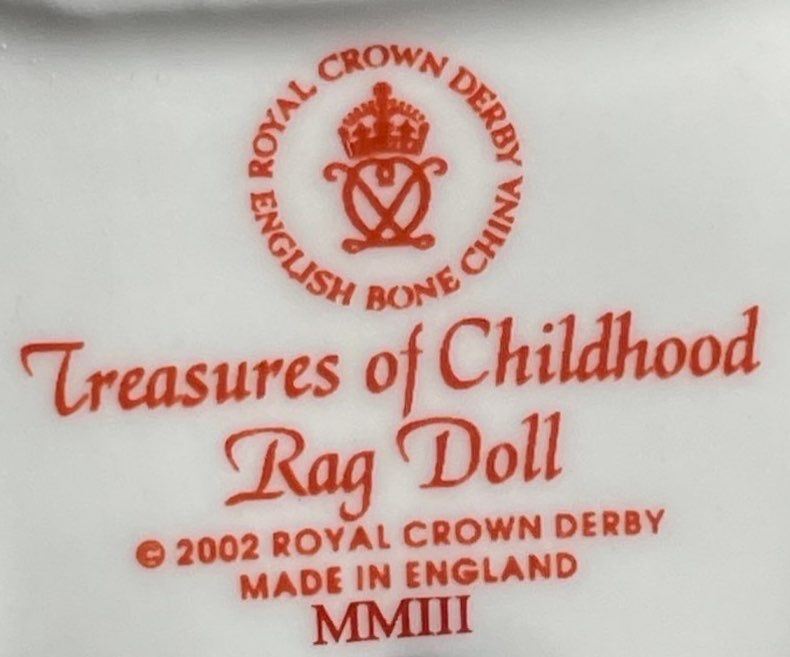 ROYAL CROWN DERBY
ENGLISH BONE CHINA
Treasures of Childhood
Rag Doll
© 2002 ROYAL CROWN DERBY
MADE IN ENGLAND
MMIII